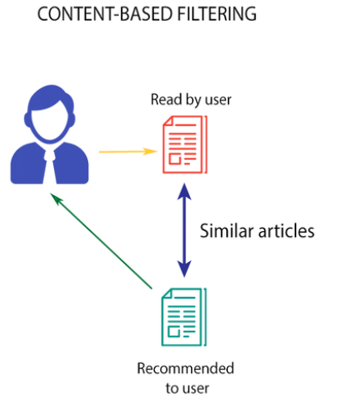 CONTENT-BASED FILTERING
Read by user
Similar articles
Recommended
to user